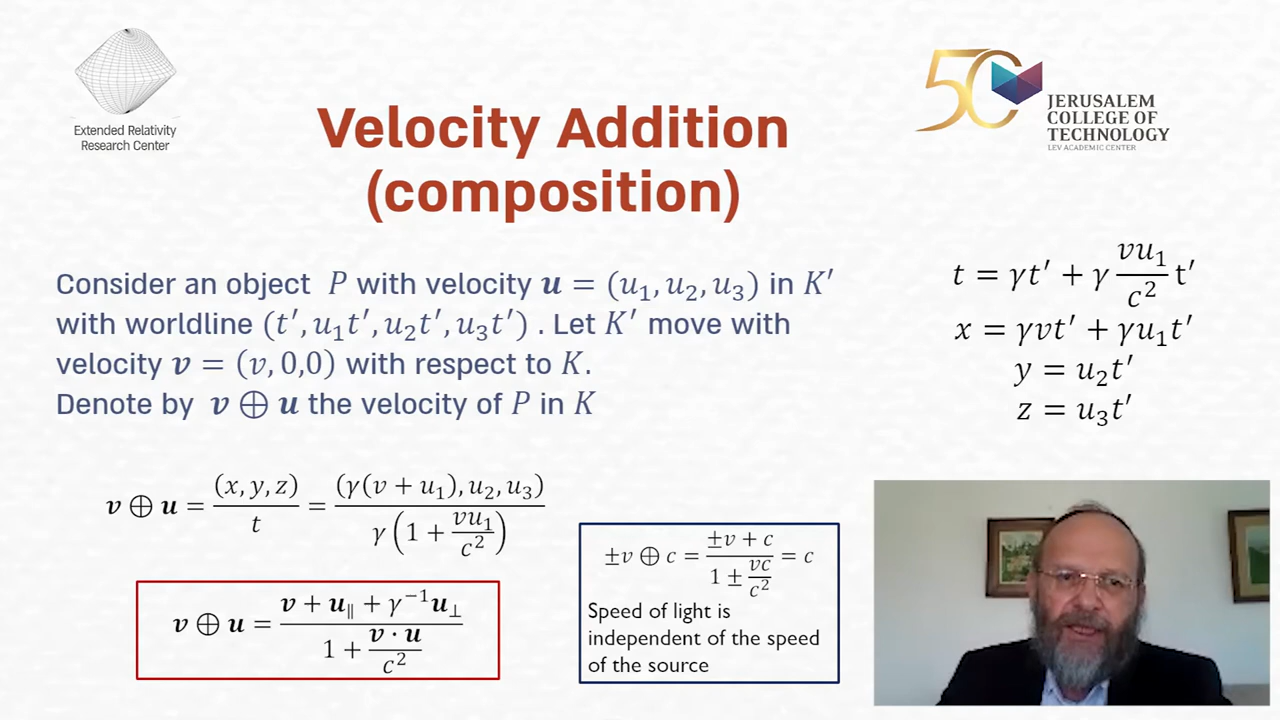 Extended Relativity
Research Center
50
JERUSALEM
COLLEGE OF
TECHNOLOGY
LEV ACADEMIC CENTER
Velocity Addition
(composition)
Consider an object P with velocity 𝒖 = (u₁, u₂, u₃) in K′
with worldline (t′, u₁t′, u₂t′, u₃t′) . Let K′ move with
velocity 𝒗 = (v, 0,0) with respect to K.
Denote by 𝒗 ⊕ 𝒖 the velocity of P in K
t = γt′ + γ vu₁/c² t′
x = γvt′ + γu₁t′
y = u₂t′
z = u₃t′
𝒗 ⊕ 𝒖 = (x, y, z)/t = (γ(v + u₁), u₂, u₃)/γ(1 + vu₁/c²)
𝒗 ⊕ 𝒖 = (𝒗 + 𝒖∥ + γ⁻¹𝒖⊥)/(1 + 𝒗 · 𝒖/c²)
±v ⊕ c = (±v + c)/(1 ± vc/c²) = c
Speed of light is
independent of the speed
of the source